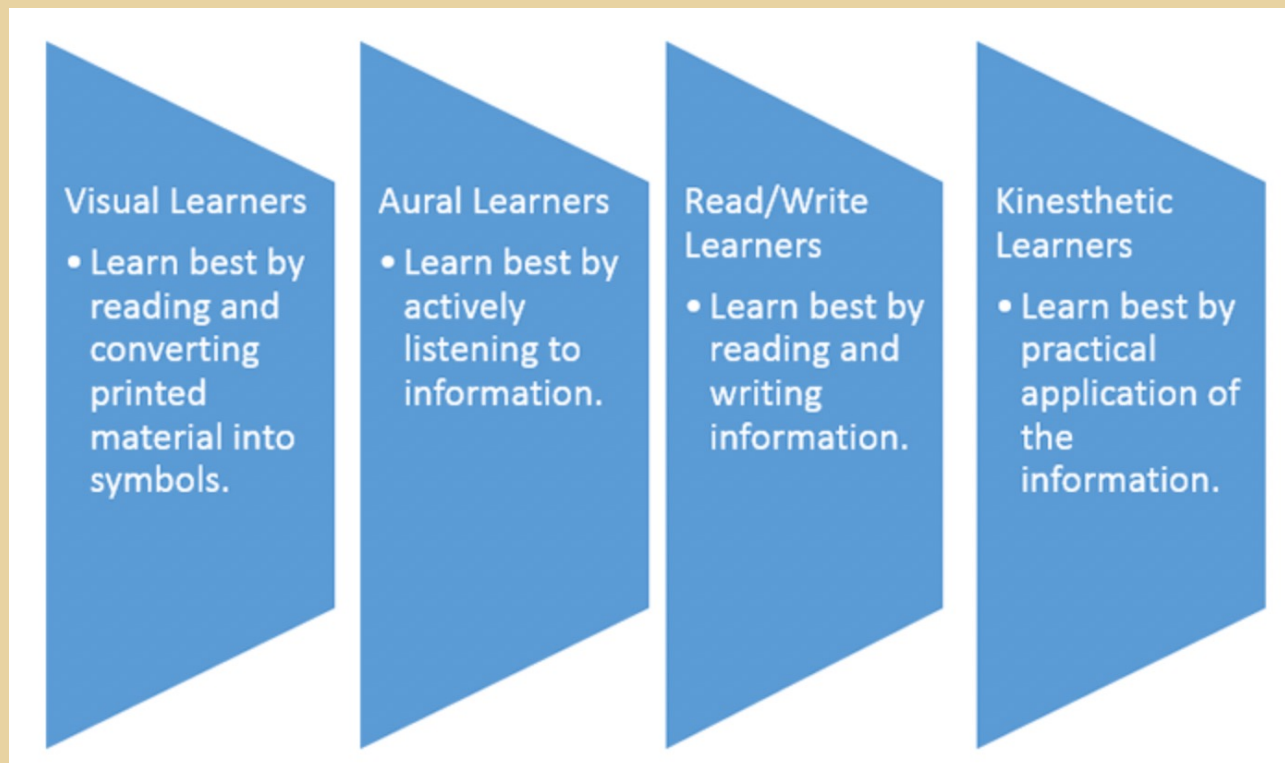 Visual Learners
• Learn best by
reading and
converting
printed
material into
symbols.
Aural Learners
• Learn best by
actively
listening to
information.
Read/Write
Learners
• Learn best by
reading and
writing
information.
Kinesthetic
Learners
• Learn best by
practical
application of
the
information.